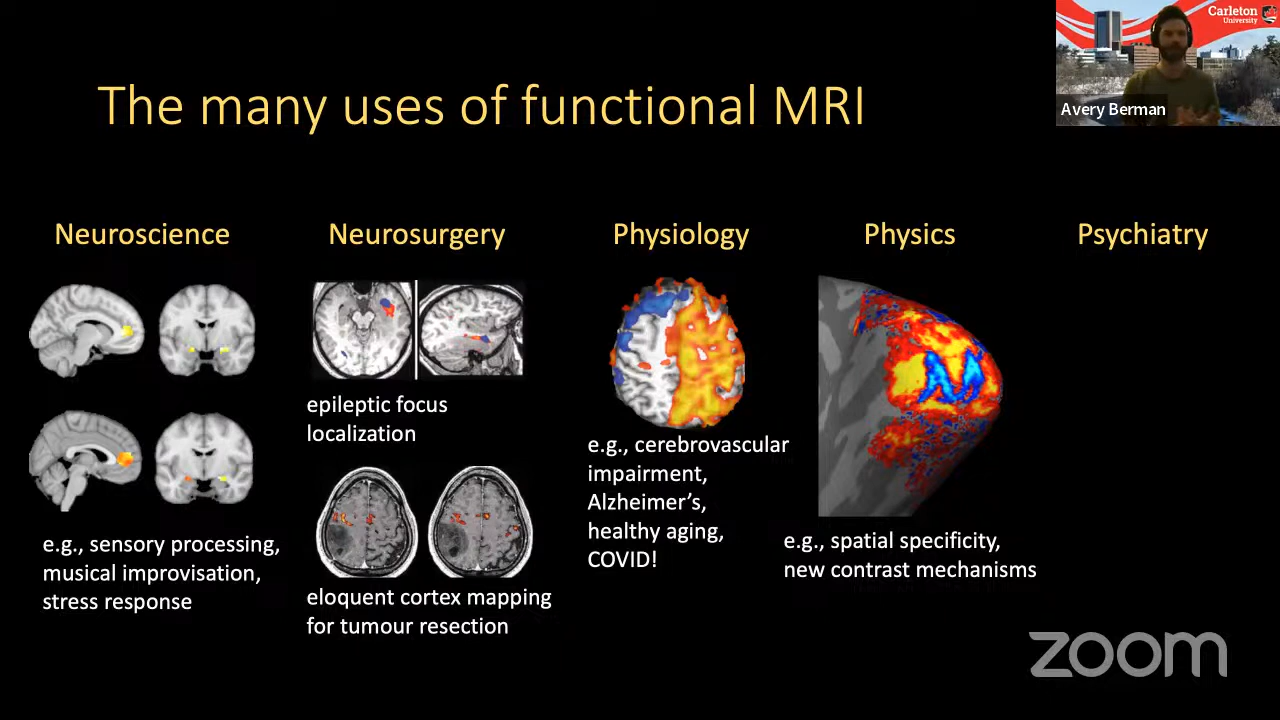 Carleton
University
Avery Berman
The many uses of functional MRI
Neuroscience
Neurosurgery
Physiology
Physics
Psychiatry
epileptic focus
localization
e.g., cerebrovascular
impairment,
Alzheimer’s,
healthy aging,
COVID!
e.g., sensory processing,
musical improvisation,
stress response
e.g., spatial specificity,
new contrast mechanisms
eloquent cortex mapping
for tumour resection
zoom